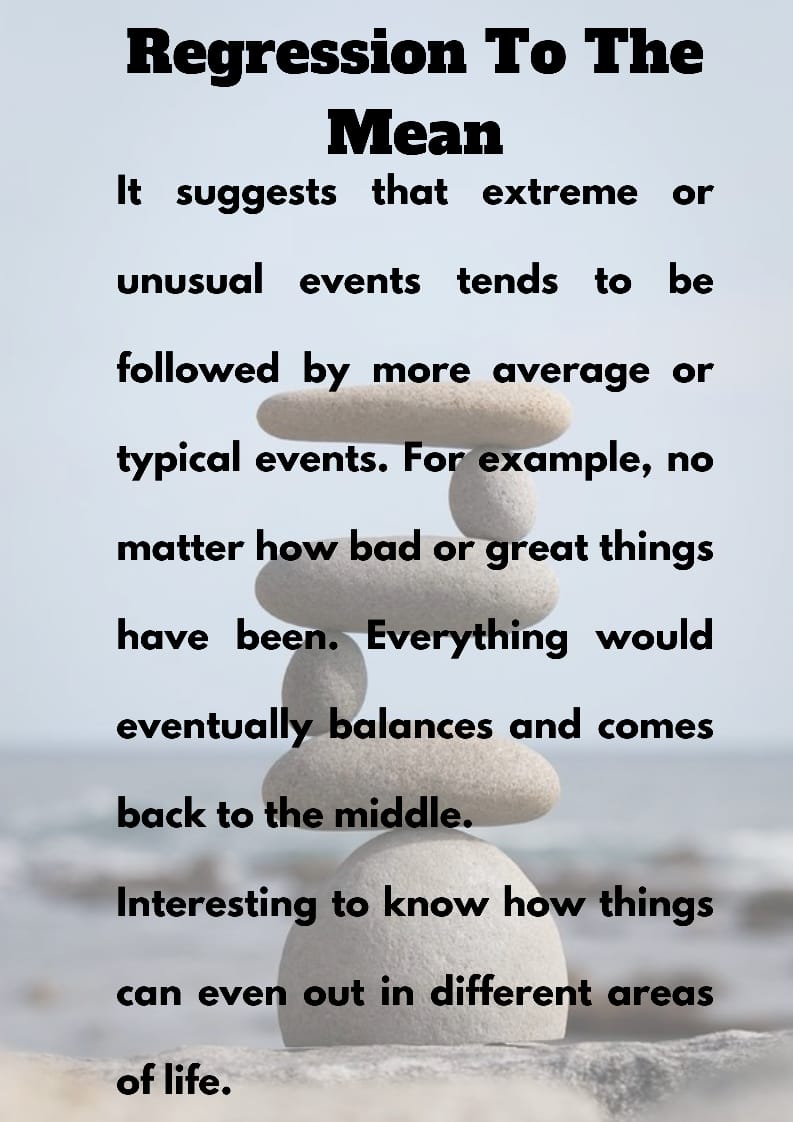 Regression To The
Mean
It suggests that extreme or
unusual events tends to be
followed by more average or
typical events. For example, no
matter how bad or great things
have been. Everything would
eventually balances and comes
back to the middle.
Interesting to know how things
can even out in different areas
of life.